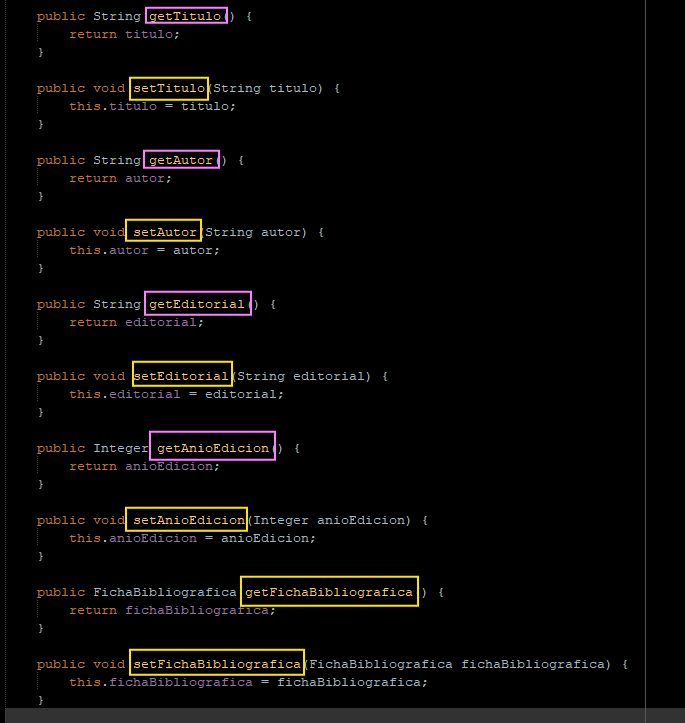 public String getTitulo() {
return titulo;
}
public void setTitulo(String titulo) {
this.titulo = titulo;
}
public String getAutor() {
return autor;
}
public void setAutor(String autor) {
this.autor = autor;
}
public String getEditorial() {
return editorial;
}
public void setEditorial(String editorial) {
this.editorial = editorial;
}
public Integer getAnioEdicion() {
return anioEdicion;
}
public void setAnioEdicion(Integer anioEdicion) {
this.anioEdicion = anioEdicion;
}
public FichaBibliografica getFichaBibliografica() {
return fichaBibliografica;
}
public void setFichaBibliografica(FichaBibliografica fichaBibliografica) {
this.fichaBibliografica = fichaBibliografica;
}